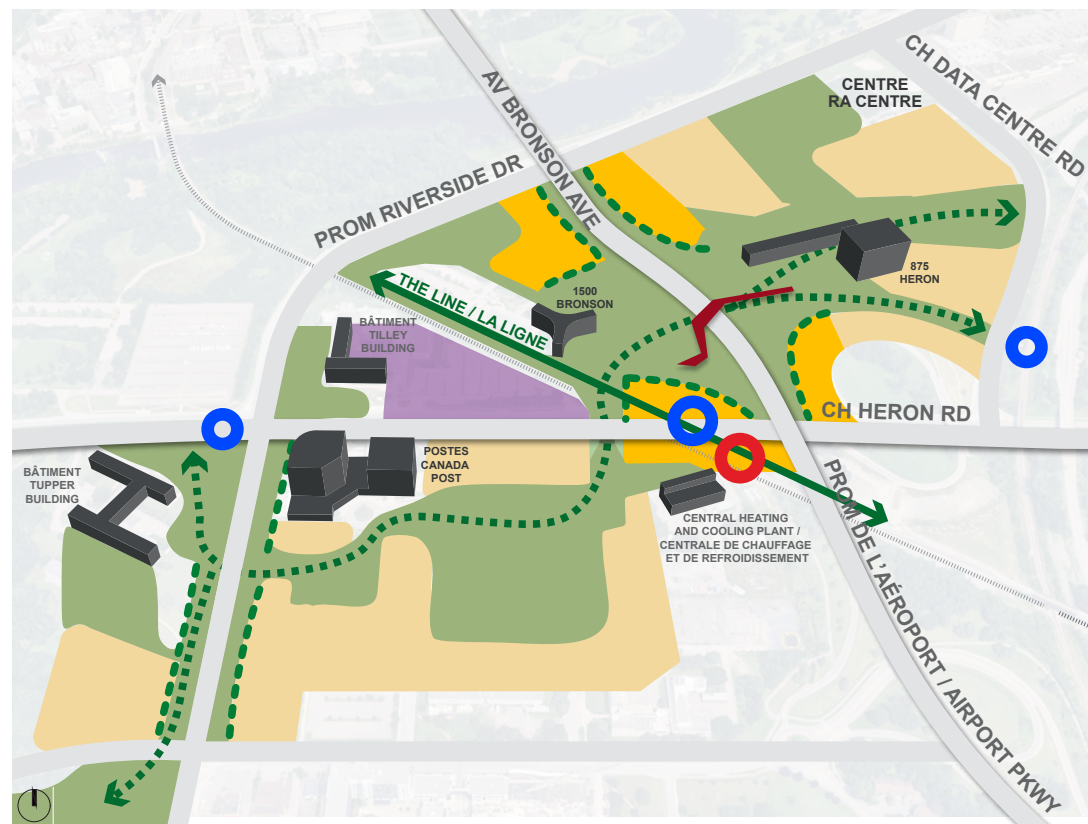 CENTRE
RA CENTRE
CH DATA CENTRE RD
AV BRONSON AVE
PROM RIVERSIDE DR
875
HERON
1500
BRONSON
THE LINE / LA LIGNE
BÂTIMENT
TILLEY
BUILDING
CH HERON RD
POSTES
CANADA
POST
BÂTIMENT
TUPPER
BUILDING
CENTRAL HEATING
AND COOLING PLANT /
CENTRALE DE CHAUFFAGE
ET DE REFROIDISSEMENT
PROM DE L'AÉROPORT / AIRPORT PKWY